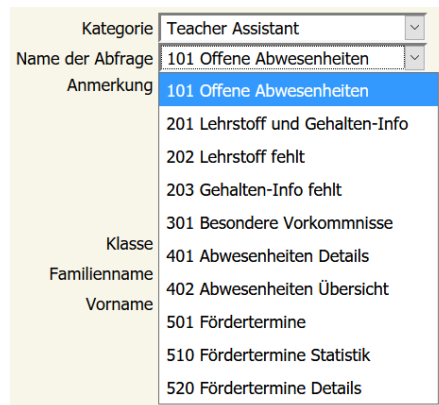 Kategorie Teacher Assistant
Name der Abfrage 101 Offene Abwesenheiten
Anmerkung 101 Offene Abwesenheiten
201 Lehrstoff und Gehalten-Info
202 Lehrstoff fehlt
203 Gehalten-Info fehlt
301 Besondere Vorkommnisse
Klasse 401 Abwesenheiten Details
Familienname 402 Abwesenheiten Übersicht
Vorname 501 Fördertermine
510 Fördertermine Statistik
520 Fördertermine Details